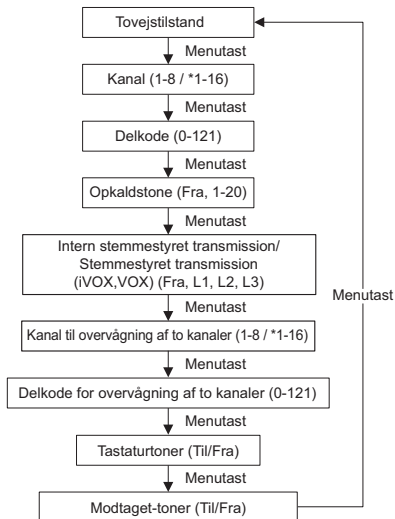 Tovejstilstand
Menutast
Kanal (1-8 / *1-16)
Menutast
Delkode (0-121)
Menutast
Opkaldstone (Fra, 1-20)
Menutast
Intern stemmestyret transmission/
Stemmestyret transmission
(iVOX,VOX) (Fra, L1, L2, L3)
Menutast
Menutast
Kanal til overvågning af to kanaler (1-8 / *1-16)
Menutast
Delkode for overvågning af to kanaler (0-121)
Menutast
Tastaturtoner (Til/Fra)
Menutast
Modtaget-toner (Til/Fra)